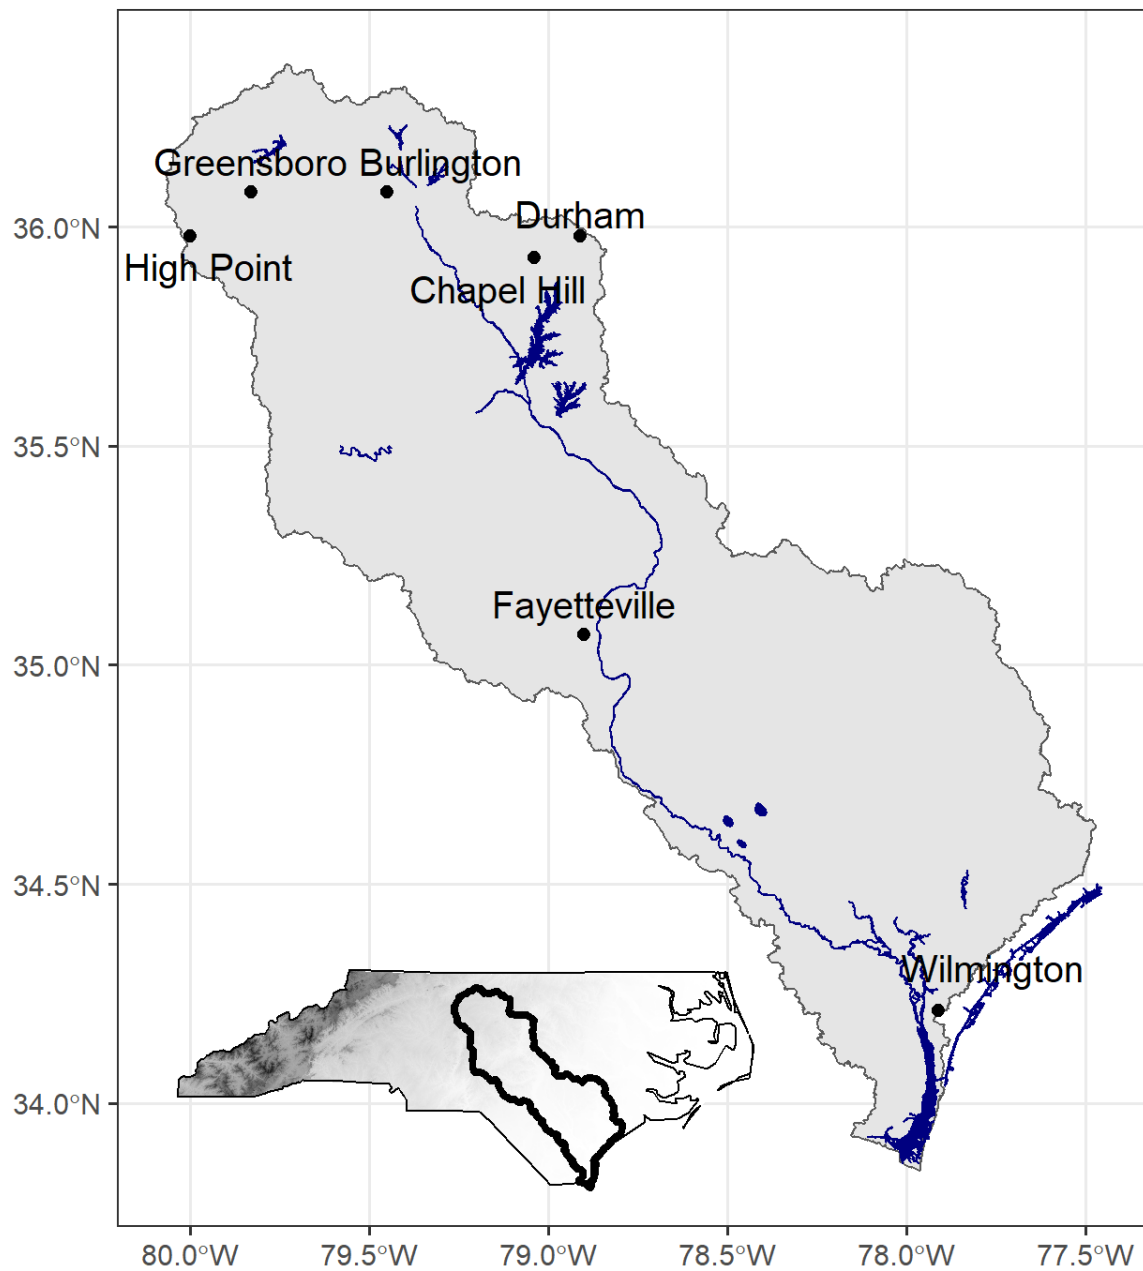 Greensboro Burlington
Durham
36.0°N
High Point
Chapel Hill
35.5°N
Fayetteville
35.0°N
34.5°N
Wilmington
34.0°N
80.0°W 79.5°W 79.0°W 78.5°W 78.0°W 77.5°W